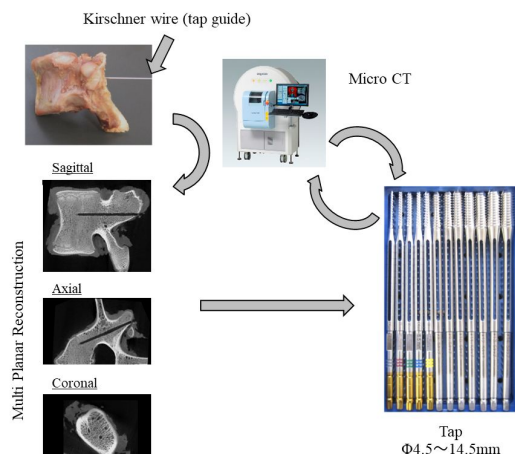 Kirschner wire (tap guide)
Micro CT
Sagittal
Axial
Coronal
Multi Planar Reconstruction
Tap
Φ4.5～14.5mm